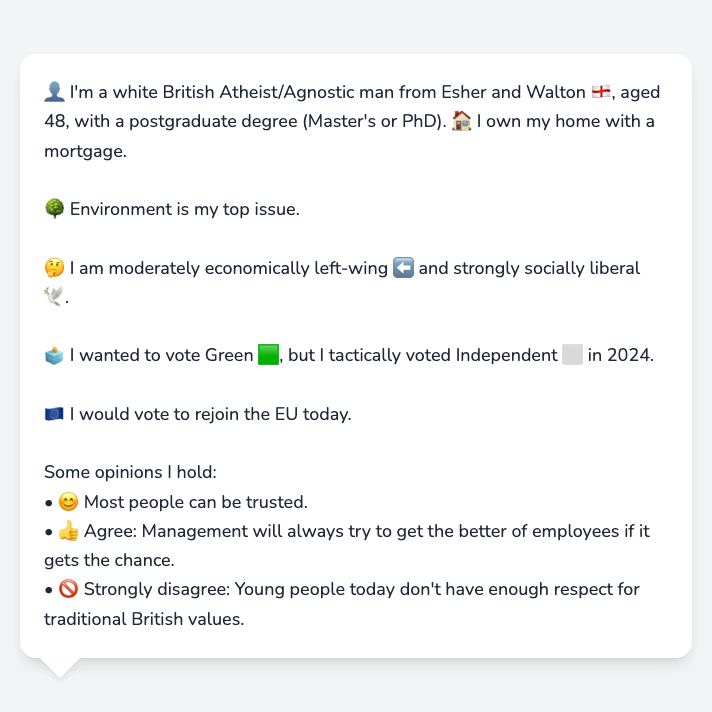 👤 I'm a white British Atheist/Agnostic man from Esher and Walton 🏴󠁧󠁢󠁥󠁮󠁧󠁿, aged
48, with a postgraduate degree (Master's or PhD). 🏠 I own my home with a
mortgage.
🌳 Environment is my top issue.
🤔 I am moderately economically left-wing ⬅️ and strongly socially liberal
🕊️.
🗳️ I wanted to vote Green 🟩, but I tactically voted Independent ⬜ in 2024.
🇪🇺 I would vote to rejoin the EU today.
Some opinions I hold:
• 😊 Most people can be trusted.
• 👍 Agree: Management will always try to get the better of employees if it
gets the chance.
• 🚫 Strongly disagree: Young people today don't have enough respect for
traditional British values.